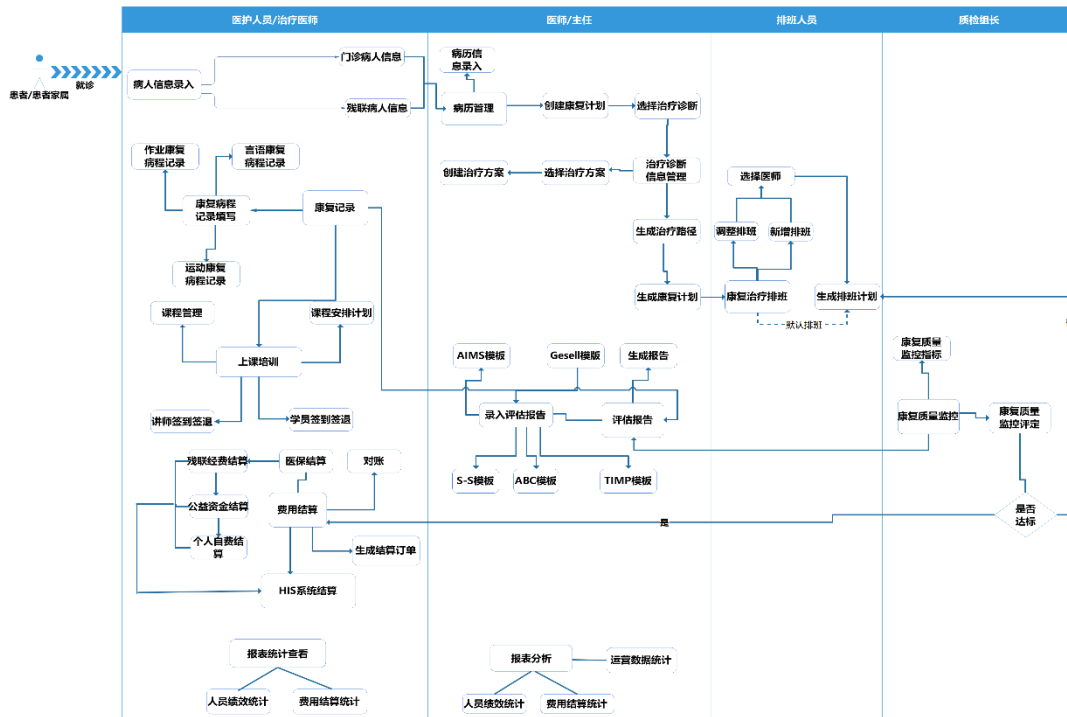 医护人员/治疗医师
医师/主任
排班人员
质检组长
患者/患者家属
就诊
病人信息录入
门诊病人信息
残联病人信息
病历信
息录入
病历管理
创建康复计划
选择治疗诊断
作业康复
病程记录
言语康复
病程记录
创建治疗方案
选择治疗方案
治疗诊断
信息管理
选择医师
康复病程
记录填写
康复记录
生成治疗路径
调整排班
新增排班
运动康复
病程记录
生成康复计划
康复治疗排班
生成排班计划
默认排班
课程管理
课程安排计划
上课培训
AIMS模板
Gesell模版
生成报告
康复质量
监控指标
讲师签到签退
学员签到签退
录入评估报告
评估报告
康复质量监控
康复质量
监控评定
残联经费结算
医保结算
对账
S-S模板
ABC模板
TIMP模板
公益资金结算
费用结算
是
是否
达标
个人自费结
算
生成结算订单
HIS系统结算
报表统计查看
人员绩效统计
费用结算统计
报表分析
运营数据统计
人员绩效统计
费用结算统计